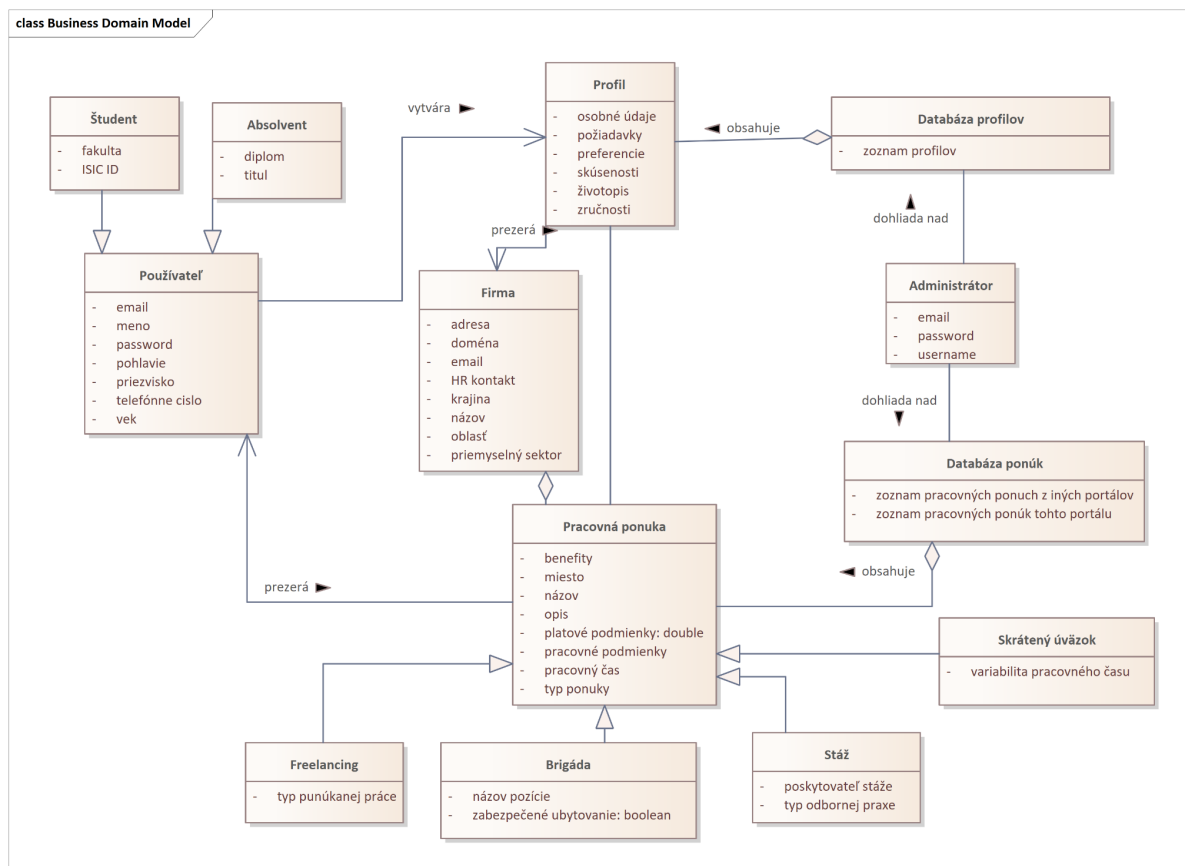 class Business Domain Model
Študent
- fakulta
- ISIC ID
Absolvent
- diplom
- titul
vytvára
Profil
- osobné údaje
- požiadavky
- preferencie
- skúsenosti
- životopis
- zručnosti
obsahuje
Databáza profilov
- zoznam profilov
dohliada nad
prezerá
Používateľ
- email
- meno
- password
- pohlavie
- priezvisko
- telefónne cislo
- vek
Firma
- adresa
- doména
- email
- HR kontakt
- krajina
- názov
- oblasť
- priemyselný sektor
Administrátor
- email
- password
- username
dohliada nad
Databáza ponúk
- zoznam pracovných ponuch z iných portálov
- zoznam pracovných ponúk tohto portálu
obsahuje
prezerá
Pracovná ponuka
- benefity
- miesto
- názov
- opis
- platové podmienky: double
- pracovné podmienky
- pracovný čas
- typ ponuky
Skrátený úväzok
- variabilita pracovného času
Freelancing
- typ punúkanej práce
Brigáda
- názov pozície
- zabezpečené ubytovanie: boolean
Stáž
- poskytovateľ stáže
- typ odbornej praxe